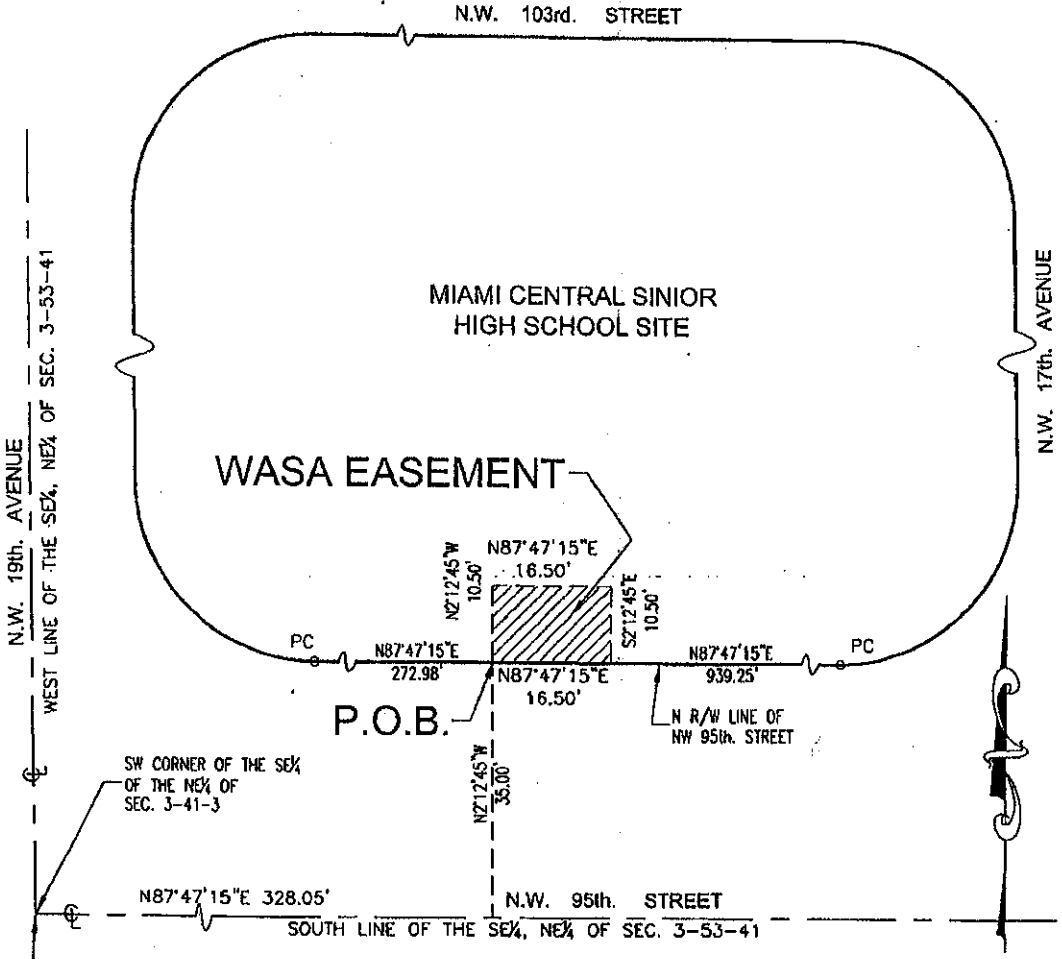 N.W. 103rd. STREET
MIAMI CENTRAL SINIOR
HIGH SCHOOL SITE
N.W. 19th. AVENUE
WEST LINE OF THE SE¼, NE¼ OF SEC. 3-53-41
N.W. 17th. AVENUE
WASA EASEMENT
N87°47'15"E
16.50'
N2°12'45"W
10.50'
S2°12'45"E
10.50'
PC
N87°47'15"E
272.98'
N87°47'15"E
16.50'
N87°47'15"E
939.25'
PC
P.O.B.
N R/W LINE OF
NW 95th. STREET
N2°12'45"W
35.00'
SW CORNER OF THE SE¼
OF THE NE¼ OF
SEC. 3-41-3
N87°47'15"E 328.05'
N.W. 95th. STREET
SOUTH LINE OF THE SE¼, NE¼ OF SEC. 3-53-41